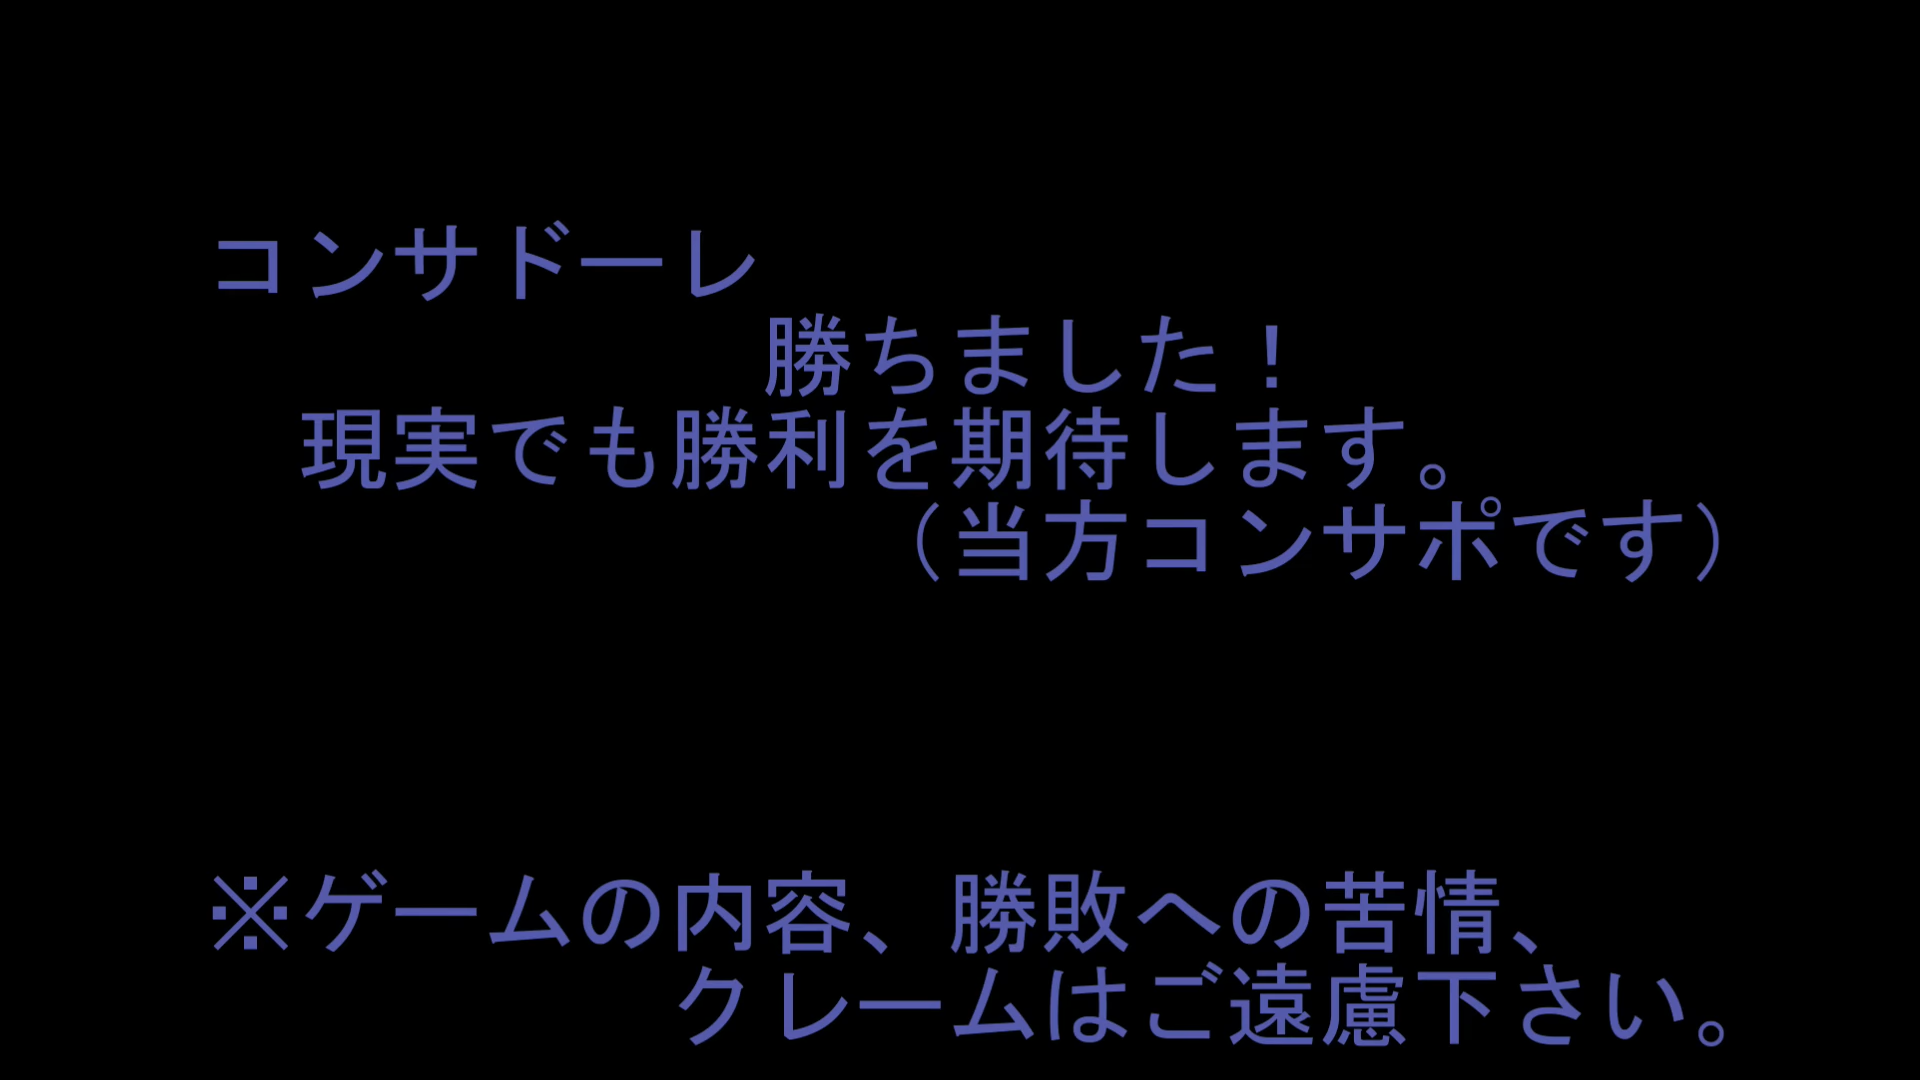 コンサドーレ
勝ちました！
現実でも勝利を期待します。
（当方コンサポです）
※ゲームの内容、勝敗への苦情、
クレームはご遠慮下さい。